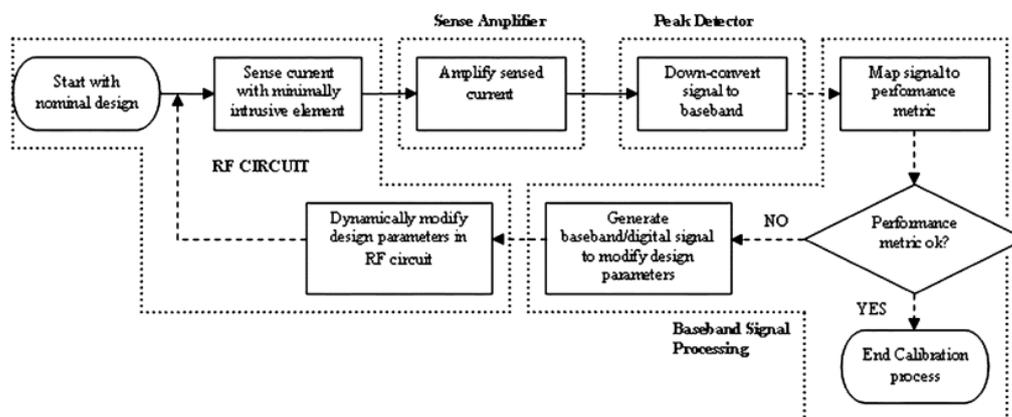 Sense Amplifier
Peak Detector
Start with
nominal design
Sense current
with minimally
intrusive element
Amplify sensed
current
Down-convert
signal to
baseband
Map signal to
performance
metric
RF CIRCUIT
Dynamically modify
design parameters in
RF circuit
Generate
baseband/digital signal
to modify design
parameters
NO
Performance
metric ok?
YES
Baseband Signal
Processing
End Calibration
process